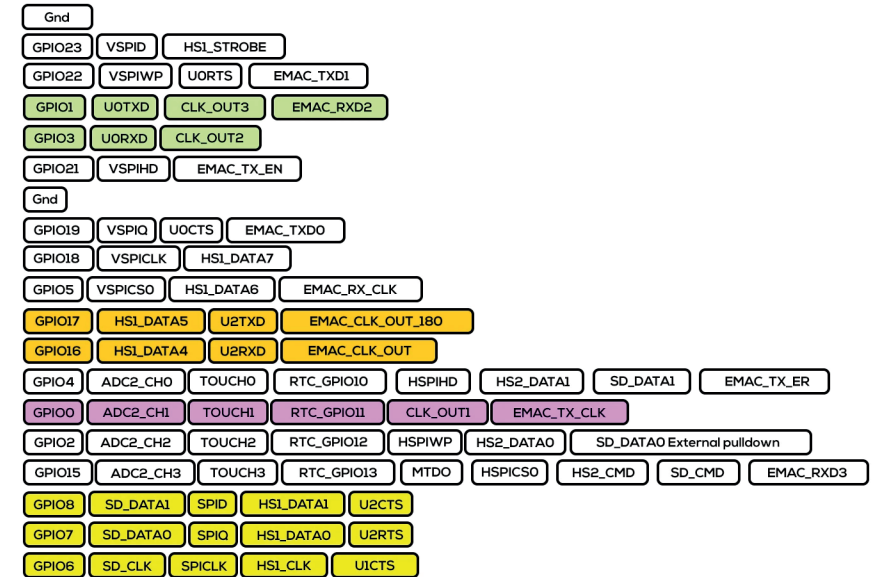 Gnd
GPIO23 VSPID HS1_STROBE
GPIO22 VSPIWP U0RTS EMAC_TXD1
GPIO1 U0TXD CLK_OUT3 EMAC_RXD2
GPIO3 U0RXD CLK_OUT2
GPIO21 VSPIHD EMAC_TX_EN
Gnd
GPIO19 VSPIQ U0CTS EMAC_TXD0
GPIO18 VSPICLK HS1_DATA7
GPIO5 VSPICS0 HS1_DATA6 EMAC_RX_CLK
GPIO17 HS1_DATA5 U2TXD EMAC_CLK_OUT_180
GPIO16 HS1_DATA4 U2RXD EMAC_CLK_OUT
GPIO4 ADC2_CH0 TOUCH0 RTC_GPIO10 HSPIHD HS2_DATA1 SD_DATA1 EMAC_TX_ER
GPIO0 ADC2_CH1 TOUCH1 RTC_GPIO11 CLK_OUT1 EMAC_TX_CLK
GPIO2 ADC2_CH2 TOUCH2 RTC_GPIO12 HSPIWP HS2_DATA0 SD_DATA0 External pulldown
GPIO15 ADC2_CH3 TOUCH3 RTC_GPIO13 MTDO HSPICS0 HS2_CMD SD_CMD EMAC_RXD3
GPIO8 SD_DATA1 SPID HS1_DATA1 U2CTS
GPIO7 SD_DATA0 SPIQ HS1_DATA0 U2RTS
GPIO6 SD_CLK SPICLK HS1_CLK U1CTS